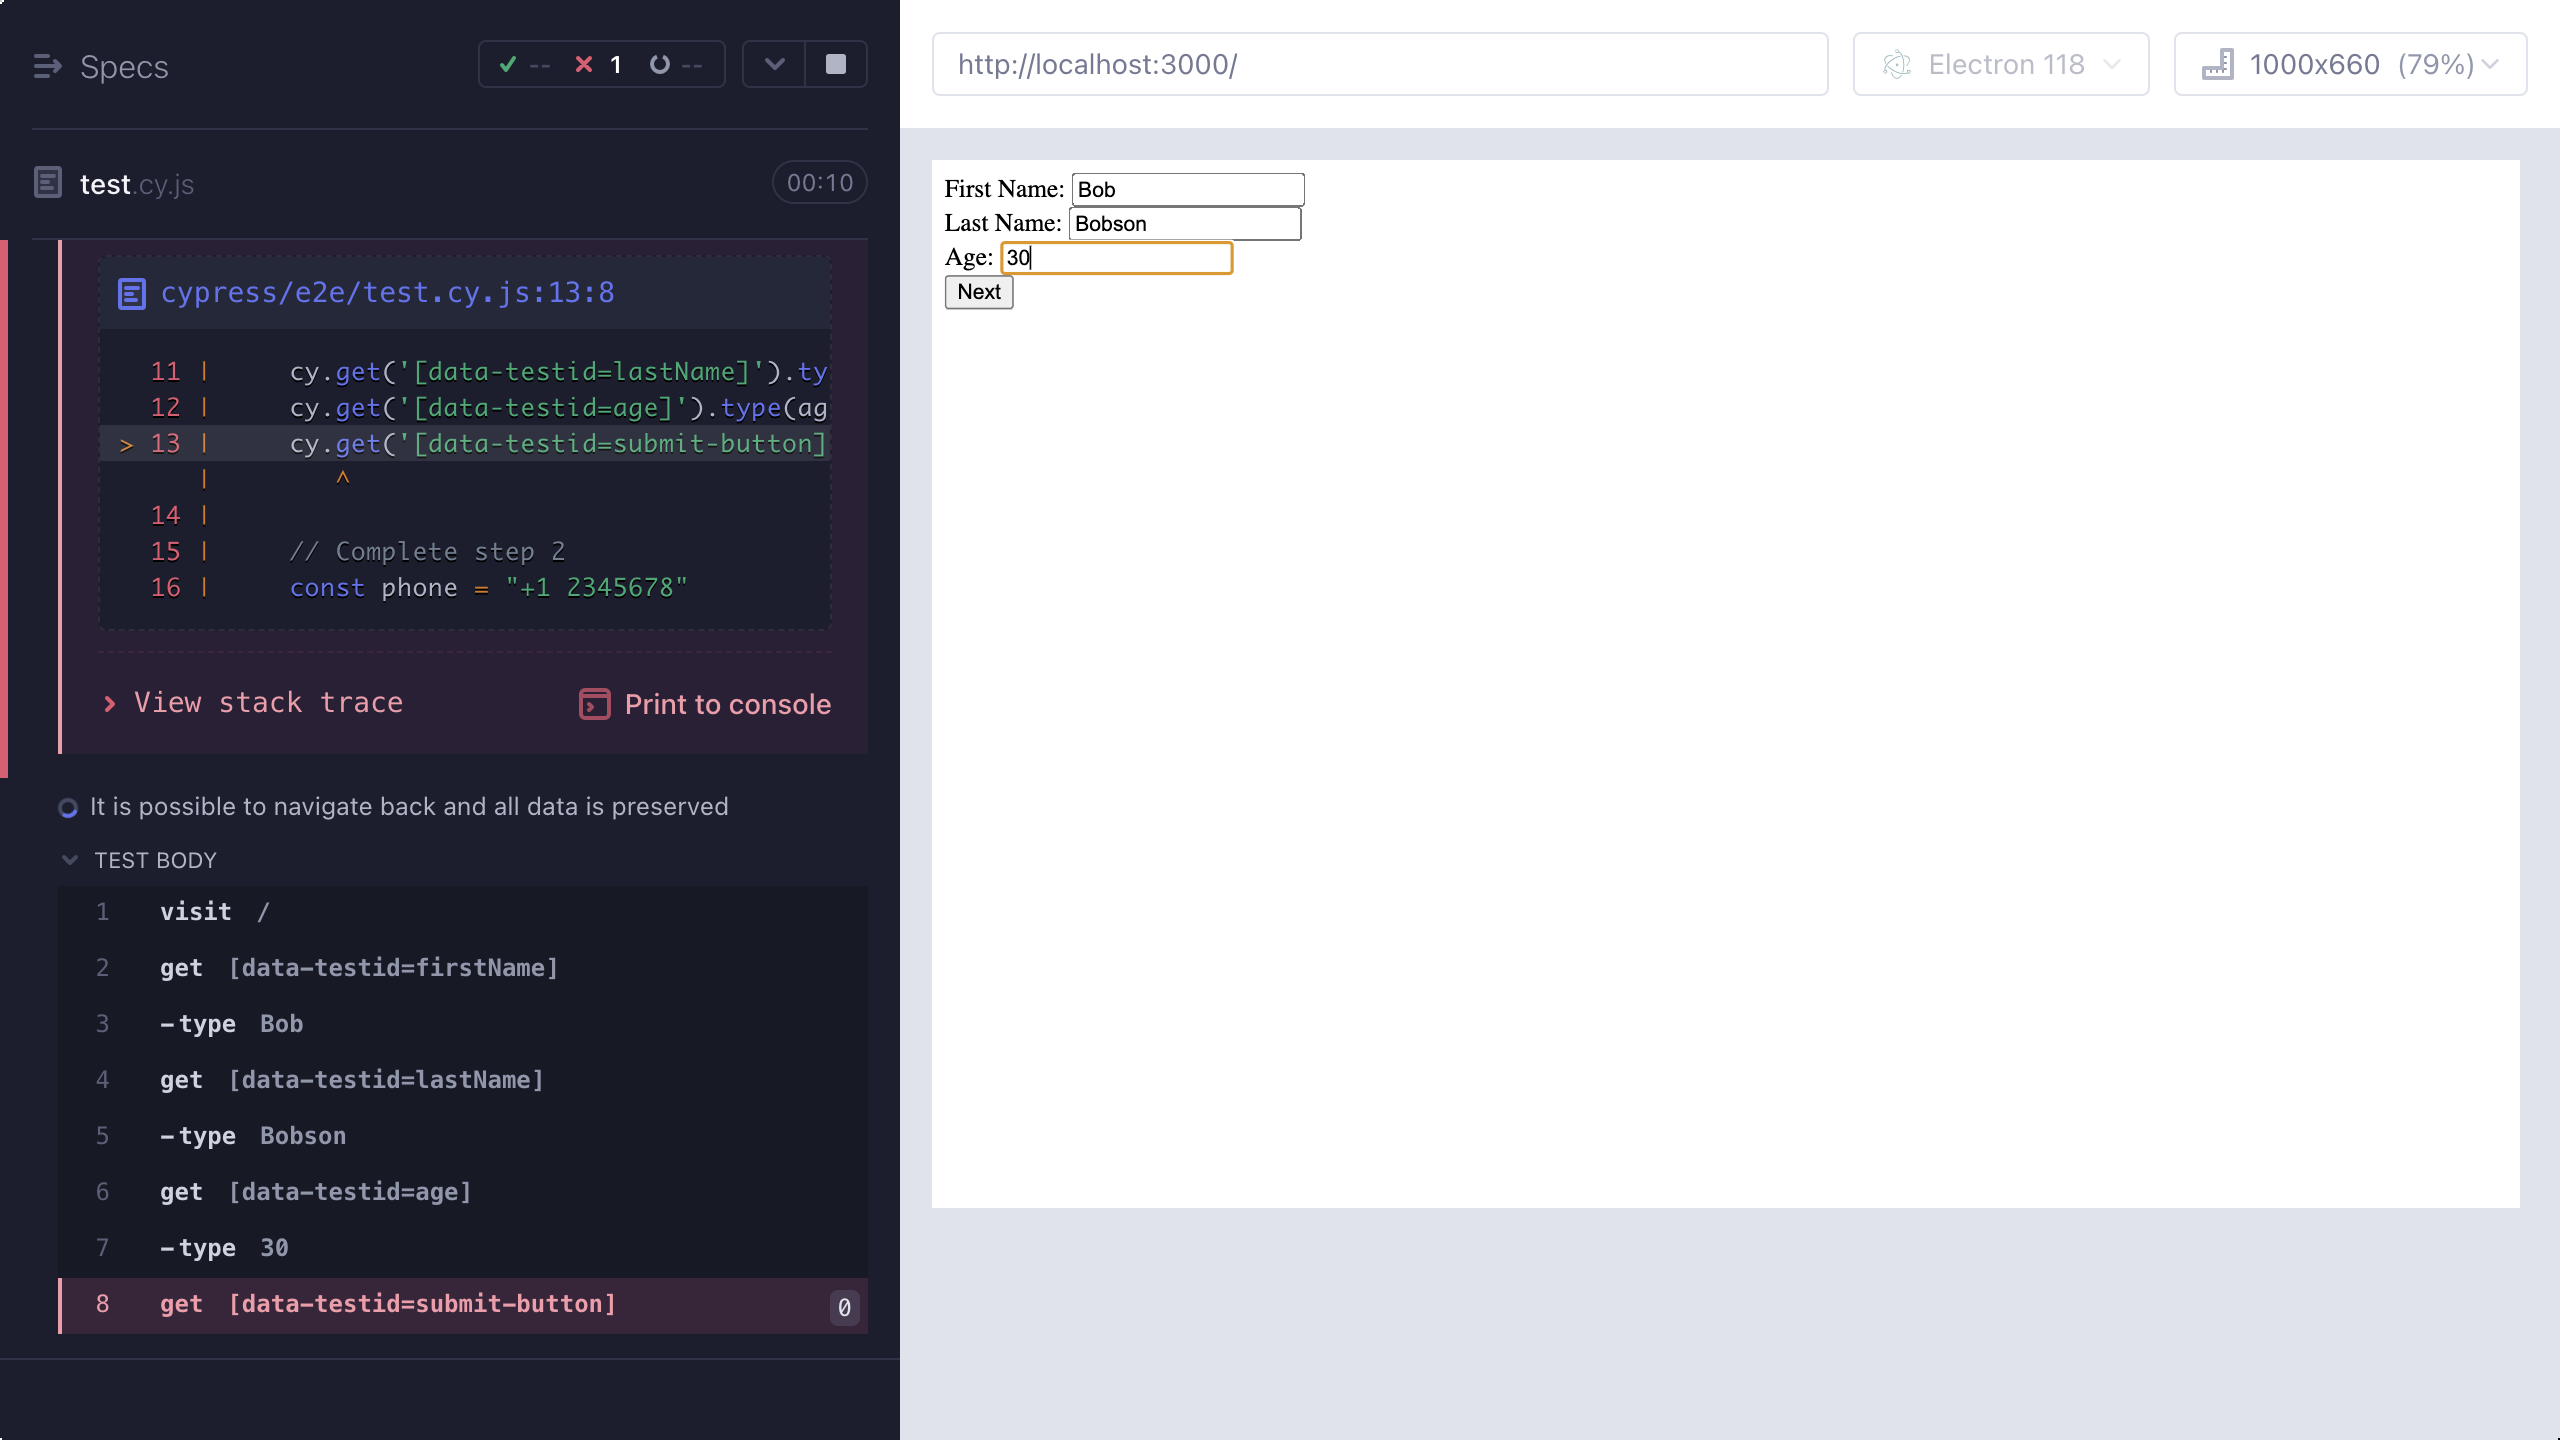 Specs
-- 1 --
test.cy.js
00:10
cypress/e2e/test.cy.js:13:8
11 | cy.get('[data-testid=lastName]').ty
12 | cy.get('[data-testid=age]').type(ag
> 13 | cy.get('[data-testid=submit-button]
| ^
14 |
15 | // Complete step 2
16 | const phone = "+1 2345678"
View stack trace
Print to console
It is possible to navigate back and all data is preserved
TEST BODY
1 visit /
2 get [data-testid=firstName]
3 -type Bob
4 get [data-testid=lastName]
5 -type Bobson
6 get [data-testid=age]
7 -type 30
8 get [data-testid=submit-button] 0
http://localhost:3000/
Electron 118
1000x660 (79%)
First Name: Bob
Last Name: Bobson
Age: 30
Next